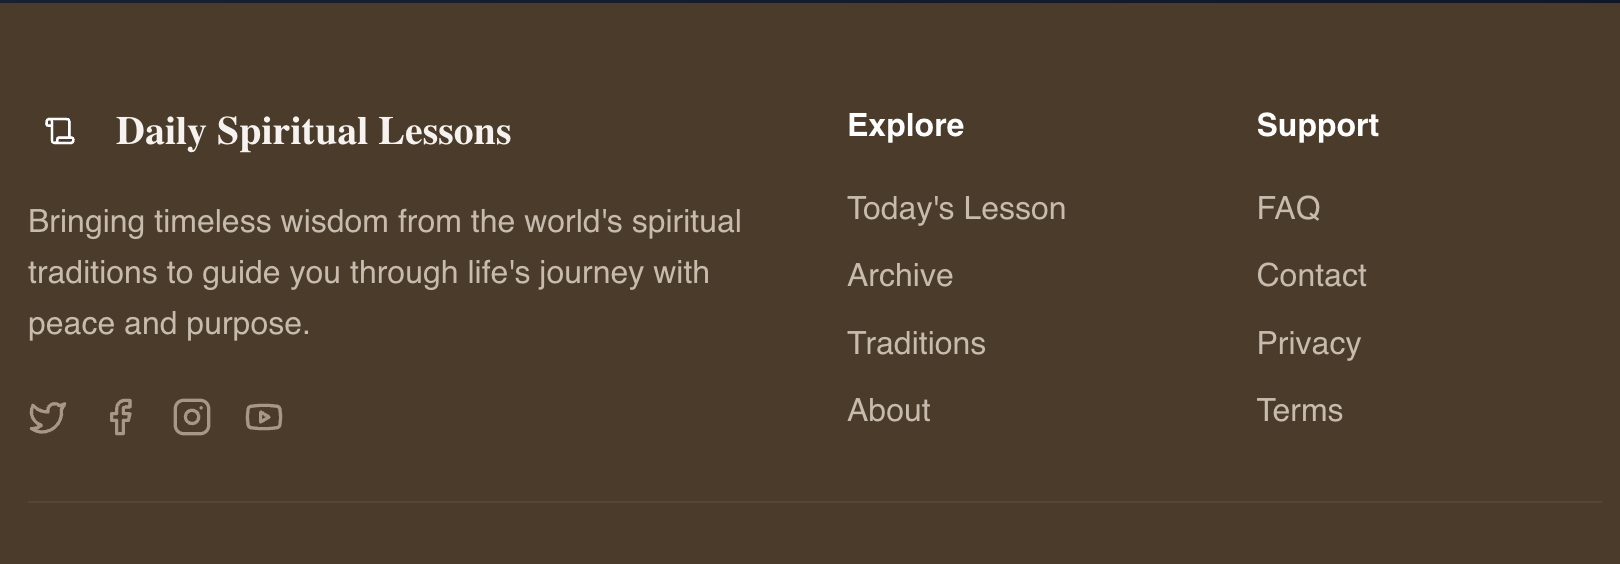 Daily Spiritual Lessons
Bringing timeless wisdom from the world's spiritual
traditions to guide you through life's journey with
peace and purpose.
Explore
Today's Lesson
Archive
Traditions
About
Support
FAQ
Contact
Privacy
Terms